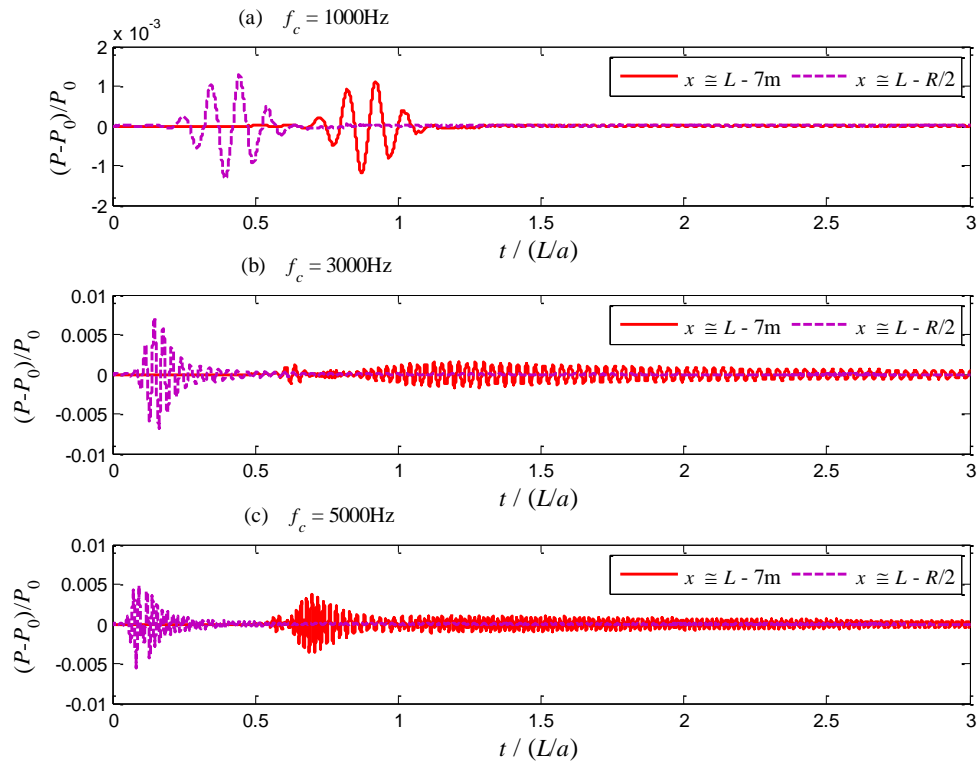 (a) f_c = 1000Hz
x 10^-3
2
1
0
-1
-2
(P-P_0)/P_0
x ≅ L - 7m
x ≅ L - R/2
0 0.5 1 1.5 2 2.5 3
t / (L/a)
(b) f_c = 3000Hz
0.01
0.005
0
-0.005
-0.01
(P-P_0)/P_0
x ≅ L - 7m
x ≅ L - R/2
0 0.5 1 1.5 2 2.5 3
t / (L/a)
(c) f_c = 5000Hz
0.01
0.005
0
-0.005
-0.01
(P-P_0)/P_0
x ≅ L - 7m
x ≅ L - R/2
0 0.5 1 1.5 2 2.5 3
t / (L/a)